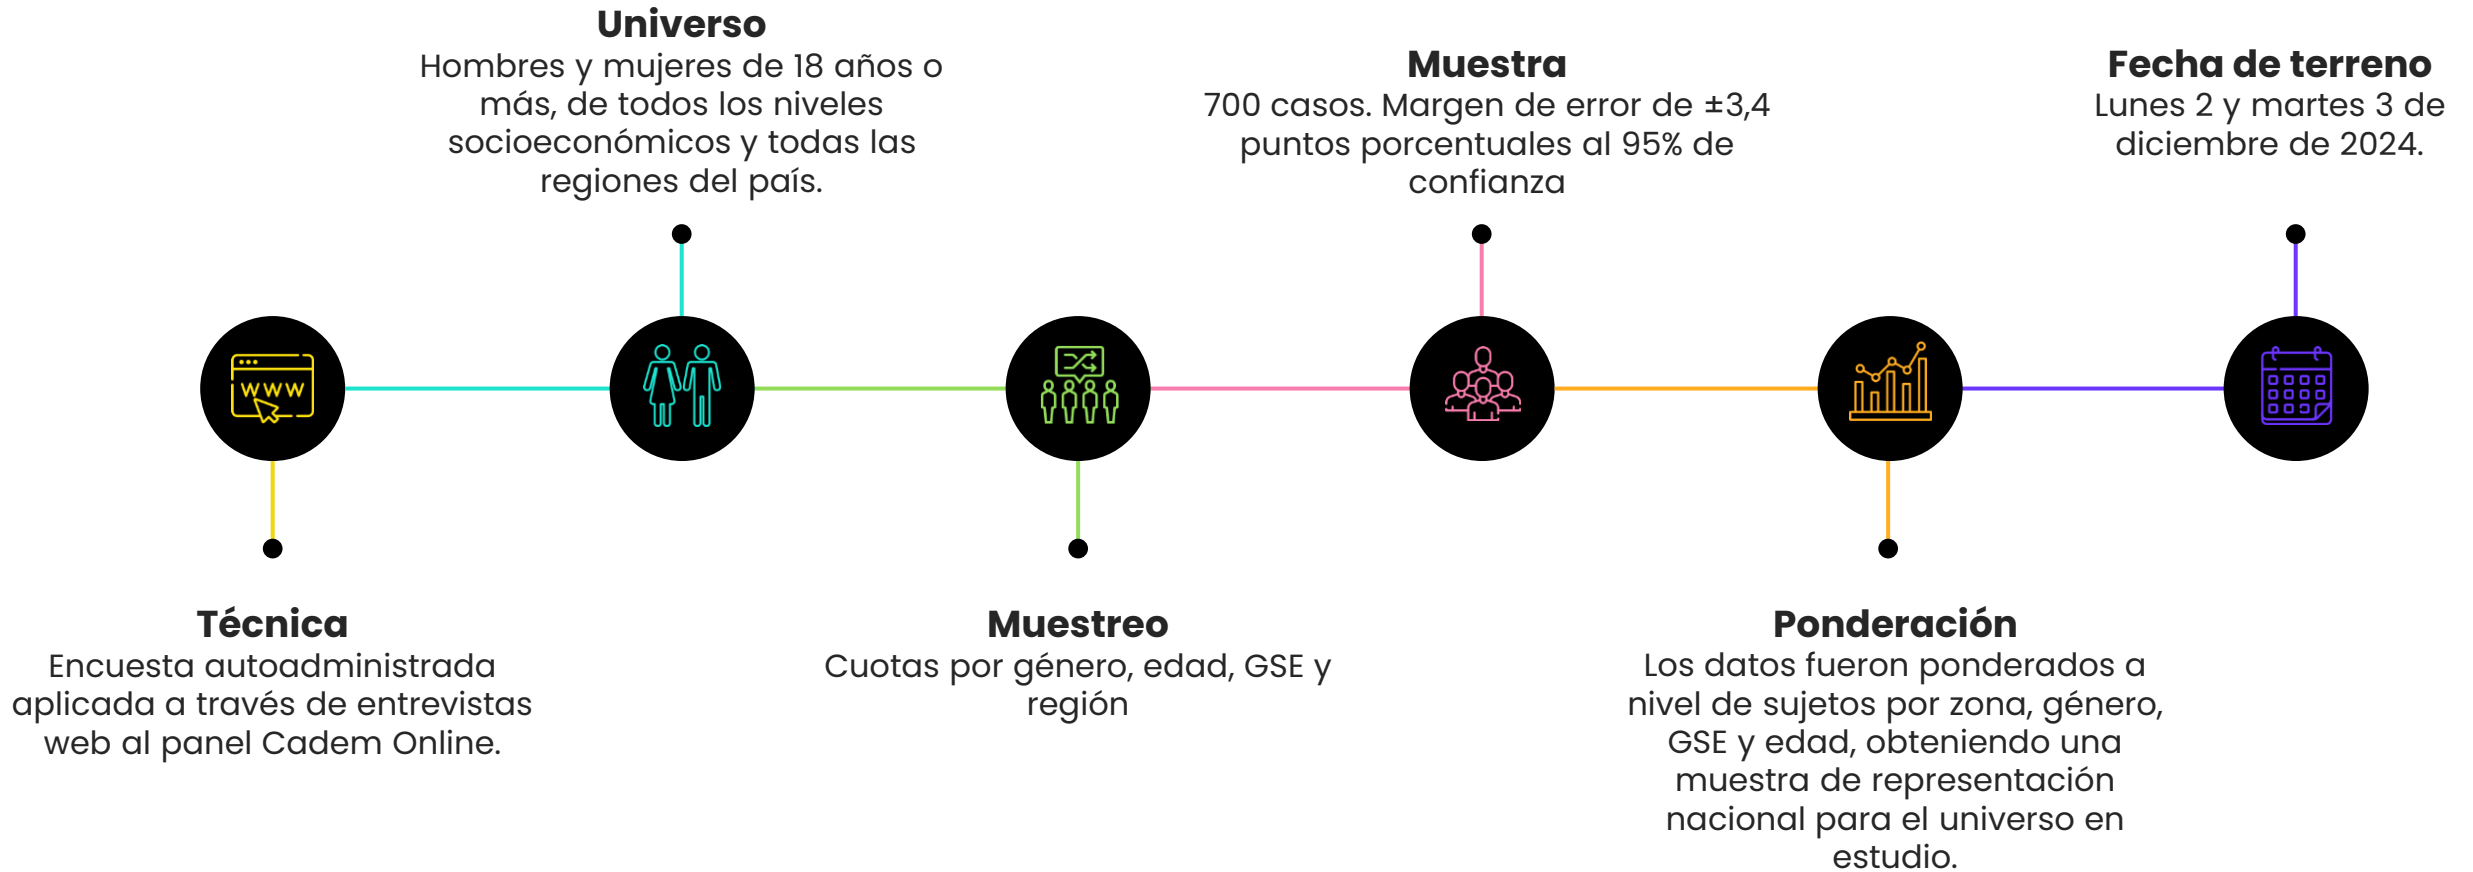 Universo
Hombres y mujeres de 18 años o
más, de todos los niveles
socioeconómicos y todas las
regiones del país.
Muestra
700 casos. Margen de error de ±3,4
puntos porcentuales al 95% de
confianza
Fecha de terreno
Lunes 2 y martes 3 de
diciembre de 2024.
WWW
Técnica
Encuesta autoadministrada
aplicada a través de entrevistas
web al panel Cadem Online.
Muestreo
Cuotas por género, edad, GSE y
región
Ponderación
Los datos fueron ponderados a
nivel de sujetos por zona, género,
GSE y edad, obteniendo una
muestra de representación
nacional para el universo en
estudio.